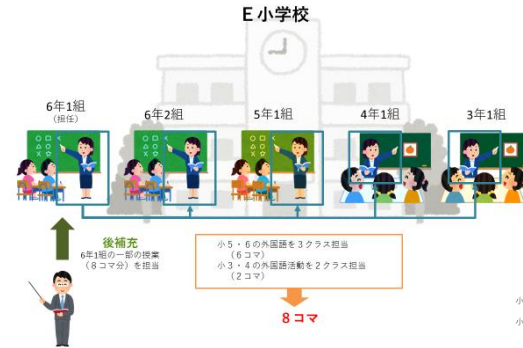 E小学校
6年1組
（担任）
6年2組
5年1組
4年1組
3年1組
後補充
6年1組の一部の授業
（8コマ分）を担当
小5・6の外国語を3クラス担当
（6コマ）
小3・4の外国語活動を2クラス担当
（2コマ）
8コマ
小
小